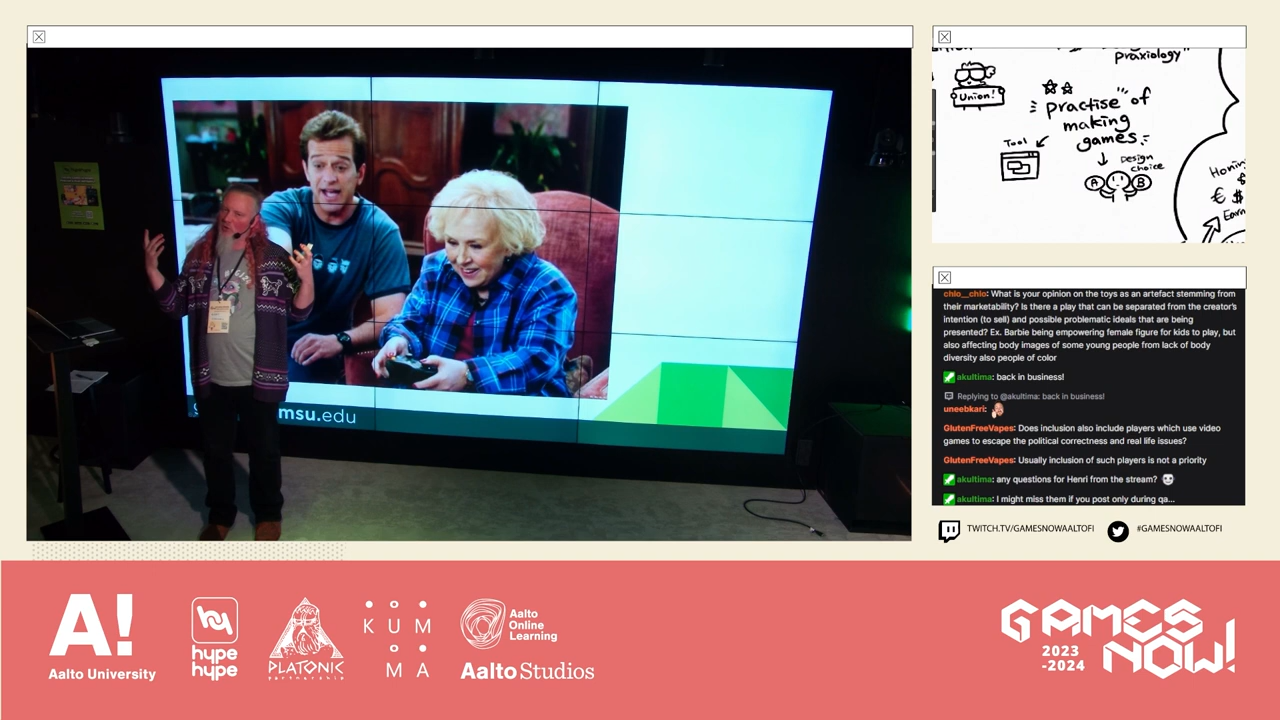 msu.edu
praxiology"
Union!
"practise" of
making
games
Tool
Design
choice
A
B
€ $
chio__chio: What is your opinion on the toys as an artefact stemming from
their marketability? Is there a play that can be separated from the creator's
intention (to sell) and possible problematic ideals that are being
presented? Ex. Barbie being empowering female figure for kids to play, but
also affecting body images of some young people from lack of body
diversity also people of color
akultima: back in business!
Replying to @akultima: back in business!
uneebkari:
GlutenFreeVapes: Does inclusion also include players which use video
games to escape the political correctness and real life issues?
GlutenFreeVapes: Usually inclusion of such players is not a priority
akultima: any questions for Henri from the stream?
akultima: I might miss them if you post only during qa...
TWITCH.TV/GAMESNOWAALTOFI
#GAMESNOWAALTOFI
A!
Aalto University
hype
hype
PLATONIC
partnership
KUM
MA
Aalto
Online
Learning
Aalto Studios
GAMES
NOW!
2023
-2024